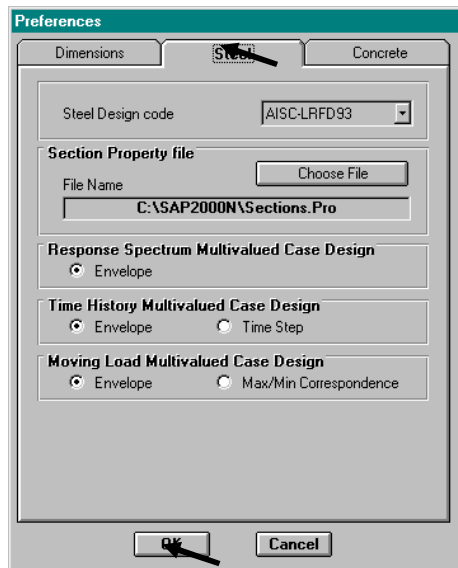 Preferences
Dimensions Steel Concrete
Steel Design code AISC-LRFD93
Section Property file
Choose File
File Name
C:\SAP2000N\Sections.Pro
Response Spectrum Multivalued Case Design
Envelope
Time History Multivalued Case Design
Envelope Time Step
Moving Load Multivalued Case Design
Envelope Max/Min Correspondence
OK Cancel